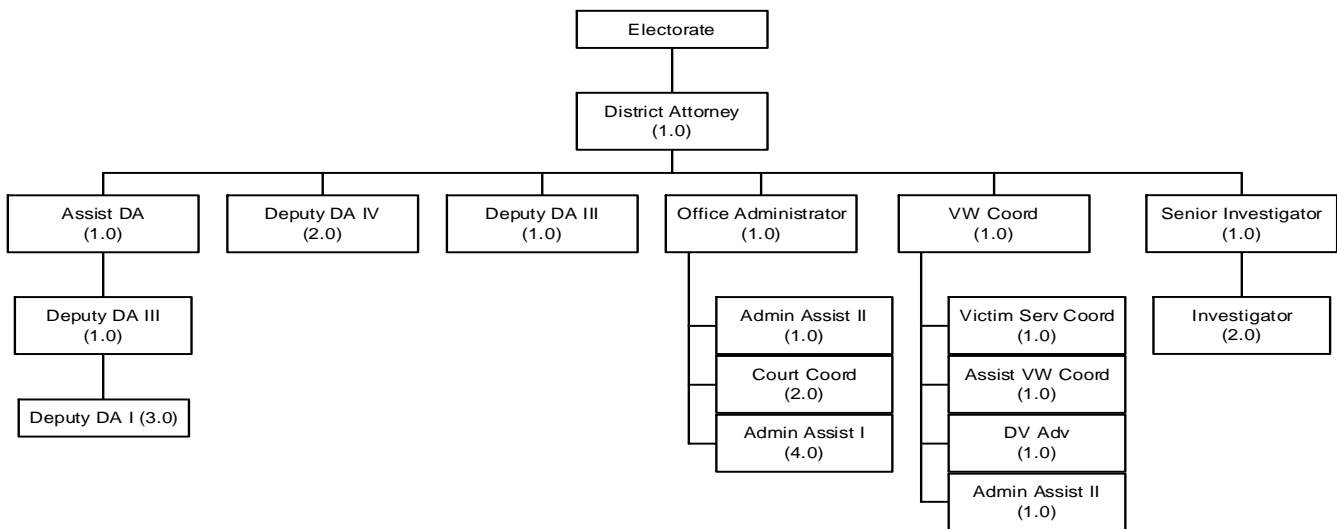 Electorate
District Attorney
(1.0)
Assist DA
(1.0)
Deputy DA IV
(2.0)
Deputy DA III
(1.0)
Office Administrator
(1.0)
VW Coord
(1.0)
Senior Investigator
(1.0)
Deputy DA III
(1.0)
Deputy DA I (3.0)
Admin Assist II
(1.0)
Court Coord
(2.0)
Admin Assist I
(4.0)
Victim Serv Coord
(1.0)
Assist VW Coord
(1.0)
DV Adv
(1.0)
Admin Assist II
(1.0)
Investigator
(2.0)